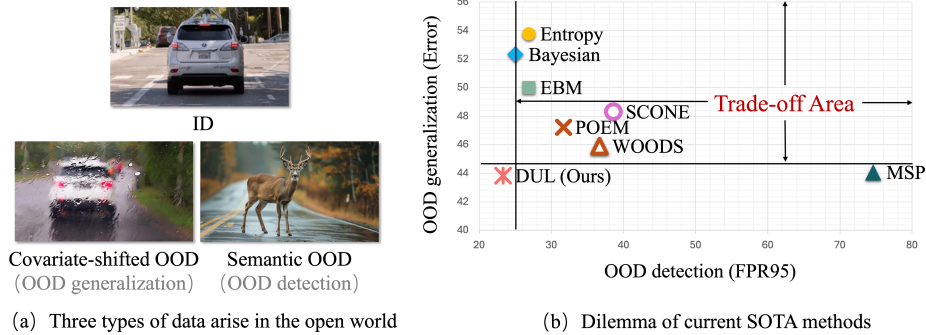 ID
Covariate-shifted OOD
(OOD generalization)
Semantic OOD
(OOD detection)
(a) Three types of data arise in the open world
OOD generalization (Error)
56
54
52
50
48
46
44
42
40
20
30
40
50
60
70
80
Entropy
Bayesian
EBM
SCONE
Trade-off Area
POEM
WOODS
DUL (Ours)
MSP
OOD detection (FPR95)
(b) Dilemma of current SOTA methods